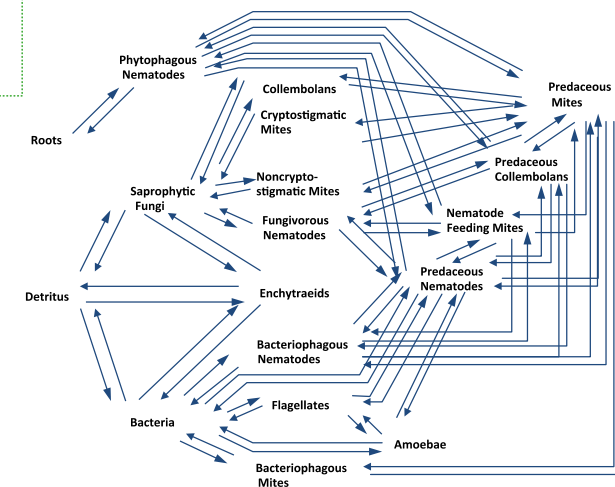 Phytophagous
Nematodes
Collembolans
Cryptostigmatic
Mites
Predaceous
Mites
Roots
Predaceous
Collembolans
Noncrypto-
stigmatic Mites
Saprophytic
Fungi
Fungivorous
Nematodes
Nematode
Feeding Mites
Predaceous
Nematodes
Detritus
Enchytraeids
Bacteriophagous
Nematodes
Flagellates
Bacteria
Amoebae
Bacteriophagous
Mites